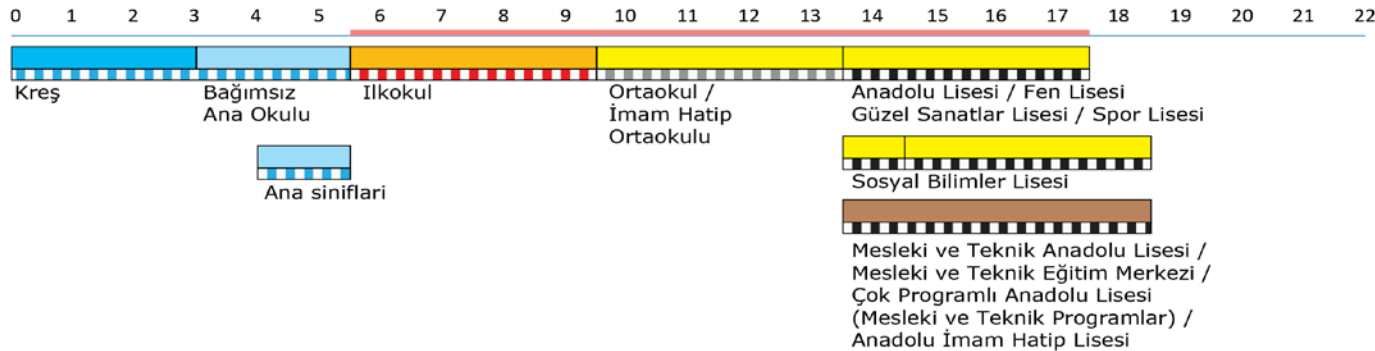 0 1 2 3 4 5 6 7 8 9 10 11 12 13 14 15 16 17 18 19 20 21 22
Kreş
Bağımsız
Ana Okulu
Ilkokul
Ortaokul /
İmam Hatip
Ortaokulu
Anadolu Lisesi / Fen Lisesi
Güzel Sanatlar Lisesi / Spor Lisesi
Ana siniflari
Sosyal Bilimler Lisesi
Mesleki ve Teknik Anadolu Lisesi /
Mesleki ve Teknik Eğitim Merkezi /
Çok Programlı Anadolu Lisesi
(Mesleki ve Teknik Programlar) /
Anadolu İmam Hatip Lisesi